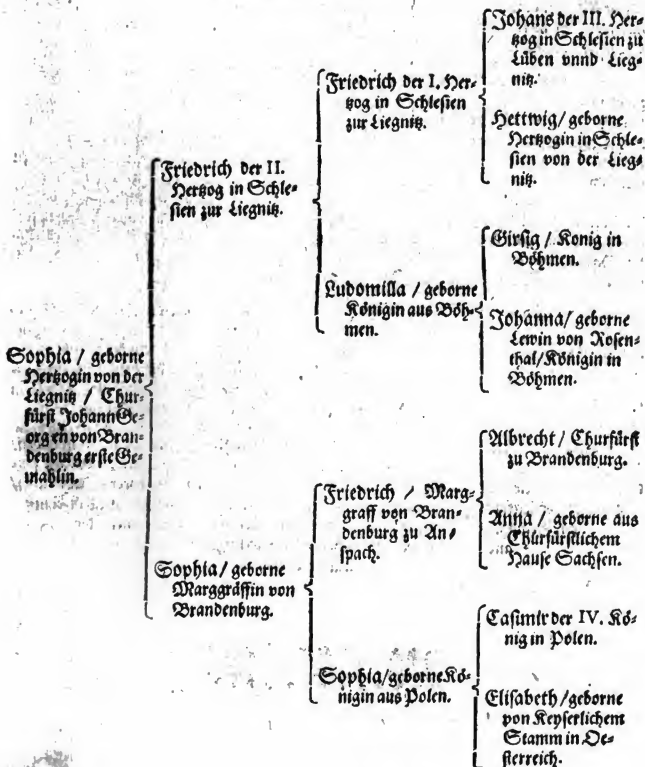 Johans der III. Her⸗
tzog in Schlesien zu
Lüben vnnd Lieg⸗
nitz.
Friedrich der I. Her⸗
tzog in Schlesien
zur Liegnitz.
Hettwig / geborne
Hertzogin in Schle⸗
sien von der Lieg⸗
nitz.
Friedrich der II.
Hertzog in Schle⸗
sien zur Liegnitz.
Girsig / Konig in
Böhmen.
Ludomilla / geborne
Königin aus Böh⸗
men.
Johanna / geborne
Lewin von Rosen⸗
thal / Königin in
Böhmen.
Sophia / geborne
Hertzogin von der
Liegnitz / Chur⸗
fürst Johann Ge⸗
orgen von Bran⸗
denburg erste Ge⸗
mahlin.
Albrecht / Churfürst
zu Brandenburg.
Friedrich / Marg⸗
graff von Bran⸗
denburg zu An⸗
spach.
Anna / geborne aus
Churfürstlichem
Hause Sachsen.
Sophia / geborne
Marggräffin von
Brandenburg.
Casimir der IV. Kö⸗
nig in Polen.
Sophia / geborne Kö⸗
nigin aus Polen.
Elisabeth / geborne
von Keyserlichem
Stamm in Oe⸗
sterreich.